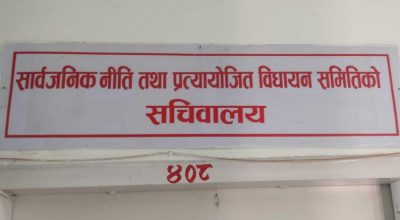 सार्वजनिक नीति तथा प्रत्यायोजित विधायन समितिको
सचिवालय
४०८